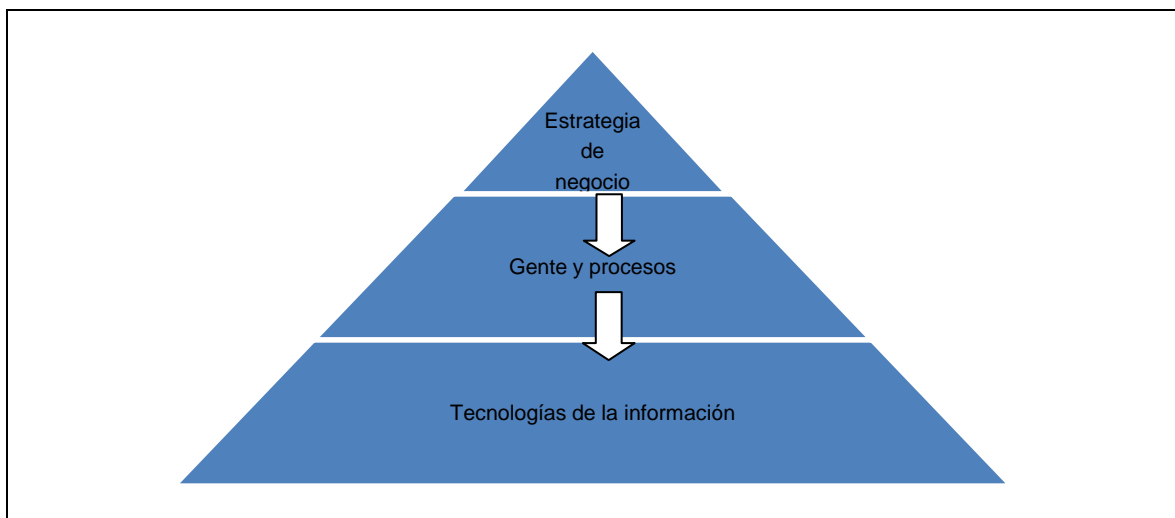 Estrategia
de
negocio
Gente y procesos
Tecnologías de la información